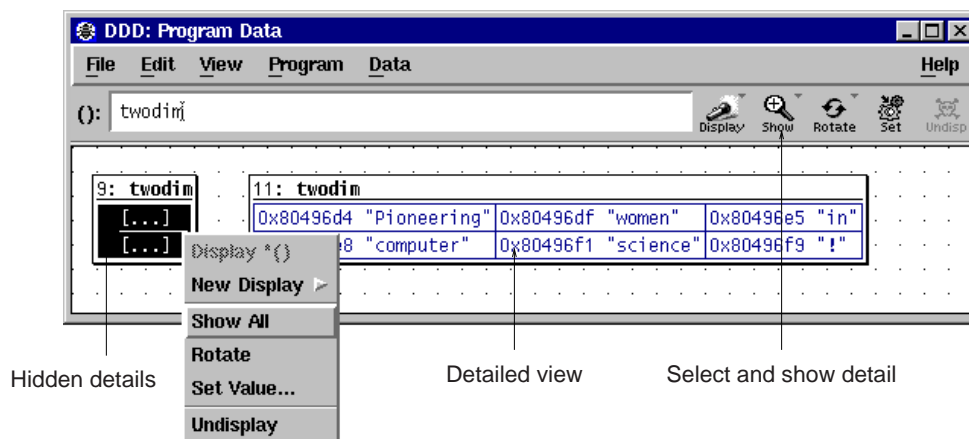 DDD: Program Data
File Edit View Program Data Help
(): twodim
Display Show Rotate Set Undisp
9: twodim
[...]
[...]
11: twodim
0x80496d4 "Pioneering" 0x80496df "women" 0x80496e5 "in"
e8 "computer" 0x80496f1 "science" 0x80496f9 "!"
Display *()
New Display
Show All
Rotate
Set Value...
Undisplay
Hidden details
Detailed view
Select and show detail